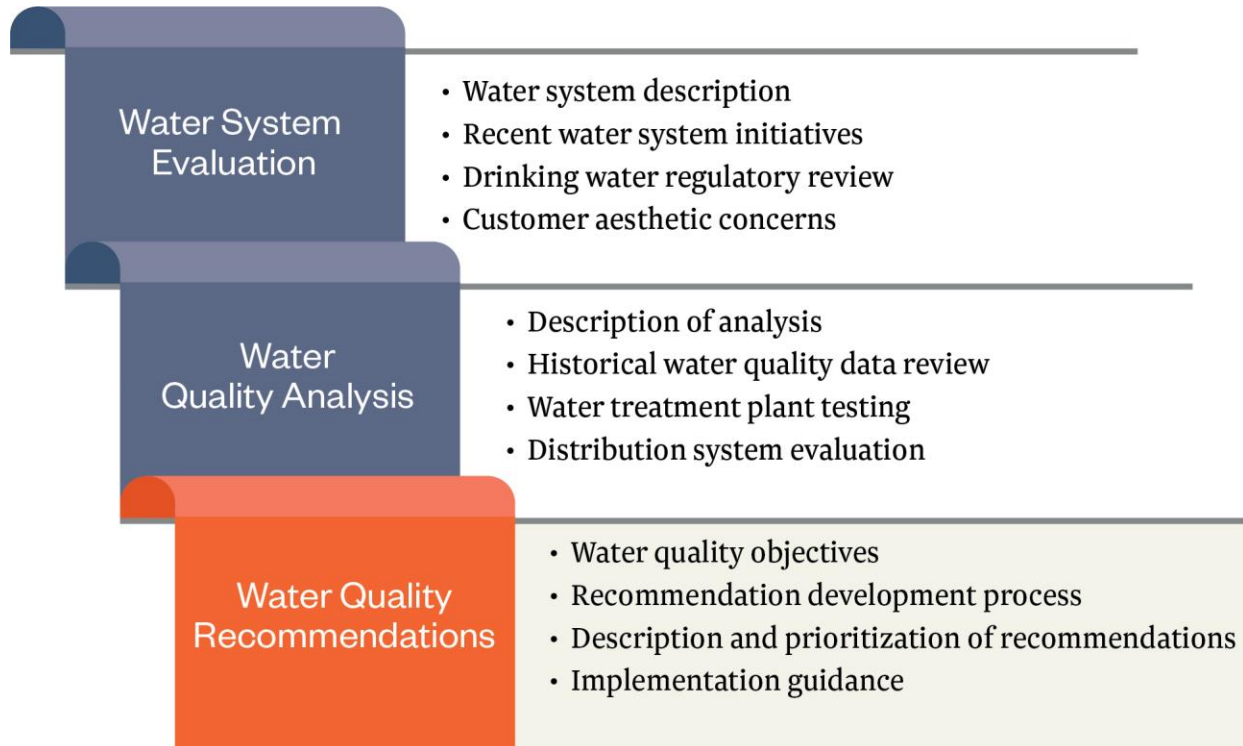 Water System
Evaluation
• Water system description
• Recent water system initiatives
• Drinking water regulatory review
• Customer aesthetic concerns
Water
Quality Analysis
• Description of analysis
• Historical water quality data review
• Water treatment plant testing
• Distribution system evaluation
Water Quality
Recommendations
• Water quality objectives
• Recommendation development process
• Description and prioritization of recommendations
• Implementation guidance